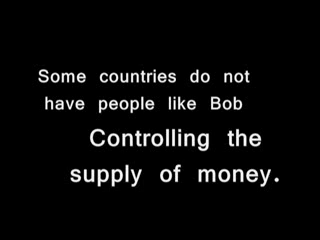 Some countries do not
have people like Bob
Controlling the
supply of money.